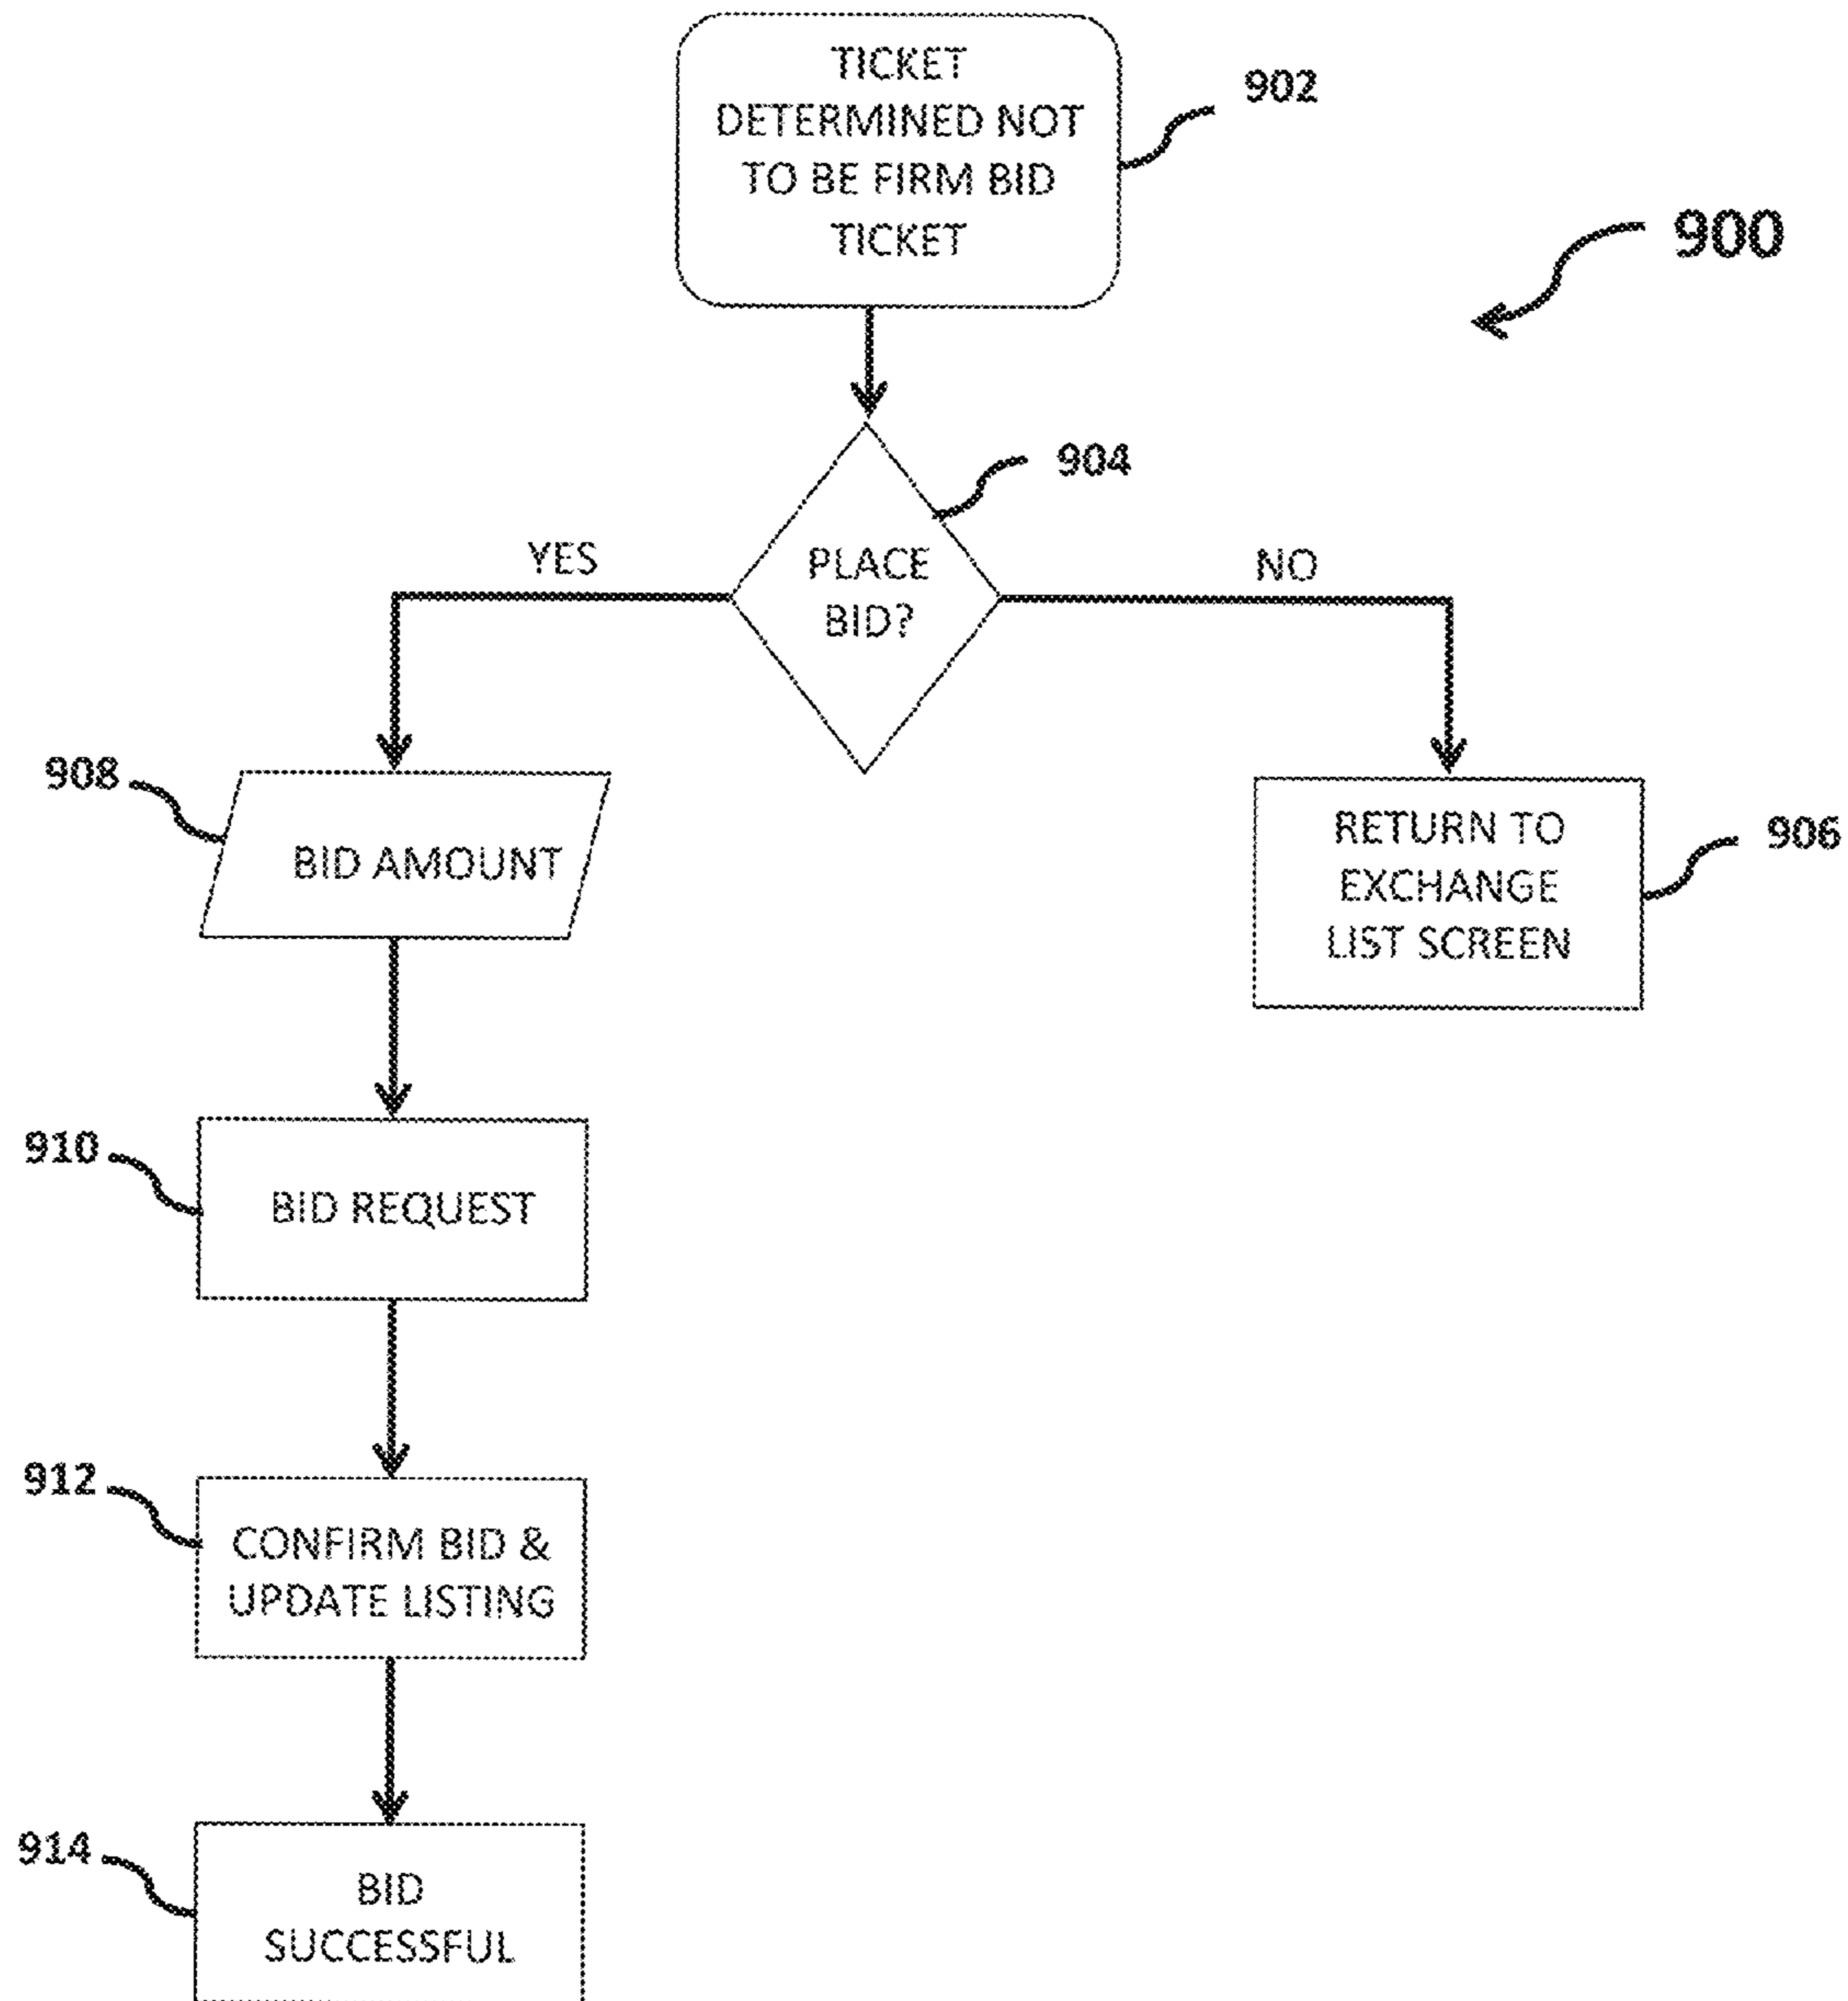 TICKET
DETERMINED NOT
TO BE FIRM BID
TICKET
902
900
904
PLACE
BID?
YES
NO
908
BID AMOUNT
RETURN TO
EXCHANGE
LIST SCREEN
906
910
BID REQUEST
912
CONFIRM BID &
UPDATE LISTING
914
BID
SUCCESSFUL